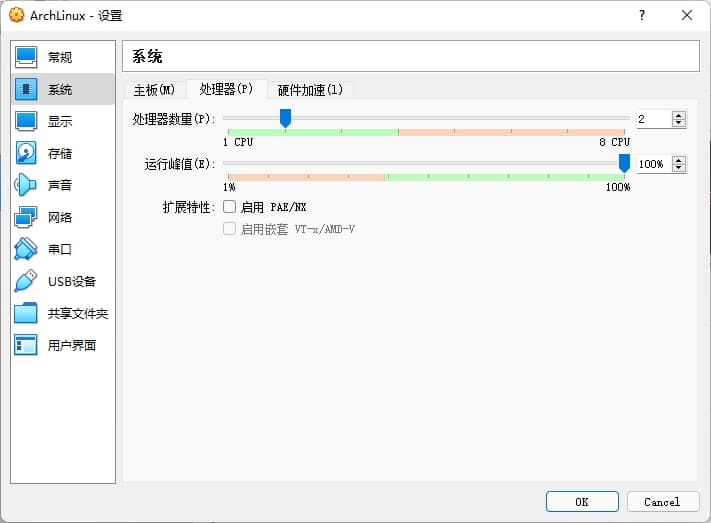 ArchLinux - 设置
?
常规
系统
显示
存储
声音
网络
串口
USB设备
共享文件夹
用户界面
系统
主板(M) 处理器(P) 硬件加速(l)
处理器数量(P): 2
1 CPU 8 CPU
运行峰值(E): 100%
1% 100%
扩展特性: 启用 PAE/NX
启用嵌套 VT-x/AMD-V
OK Cancel